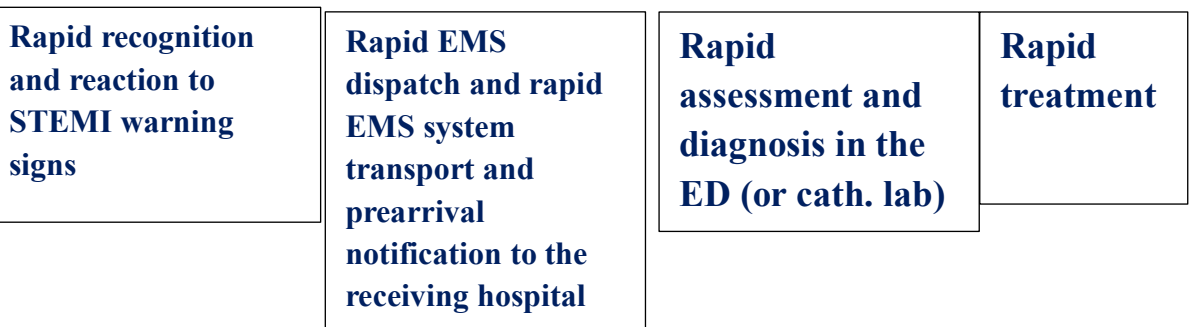 Rapid recognition
and reaction to
STEMI warning
signs
Rapid EMS
dispatch and rapid
EMS system
transport and
prearrival
notification to the
receiving hospital
Rapid
assessment and
diagnosis in the
ED (or cath. lab)
Rapid
treatment